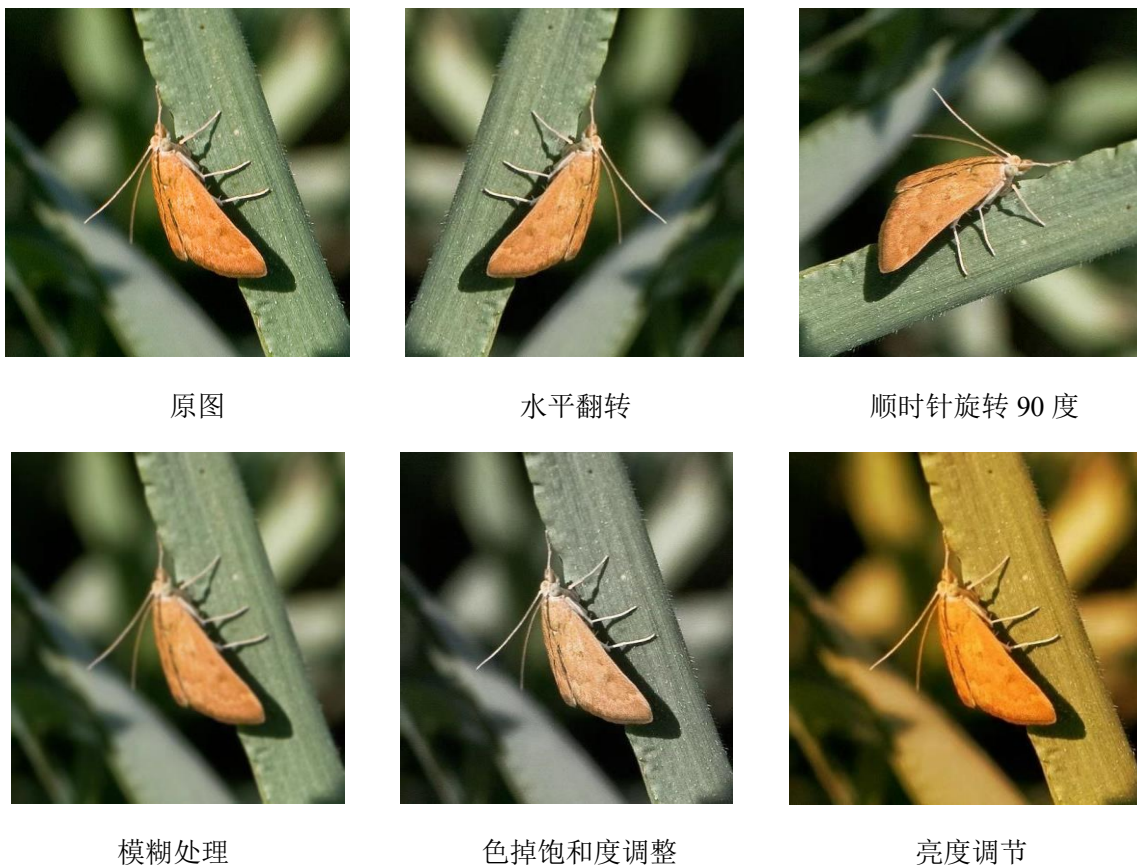 原图
水平翻转
顺时针旋转 90 度
模糊处理
色掉饱和度调整
亮度调节